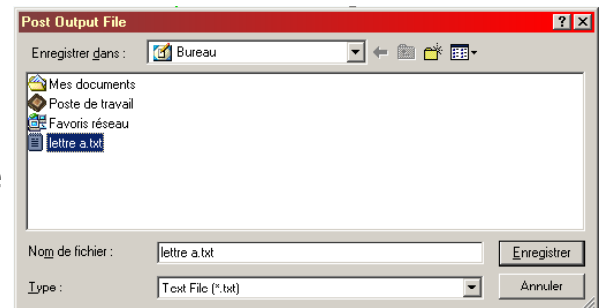 Post Output File
Enregistrer dans : Bureau
Mes documents
Poste de travail
Favoris réseau
lettre a.txt
Nom de fichier : lettre a.txt Enregistrer
Type : Text File (*.txt) Annuler